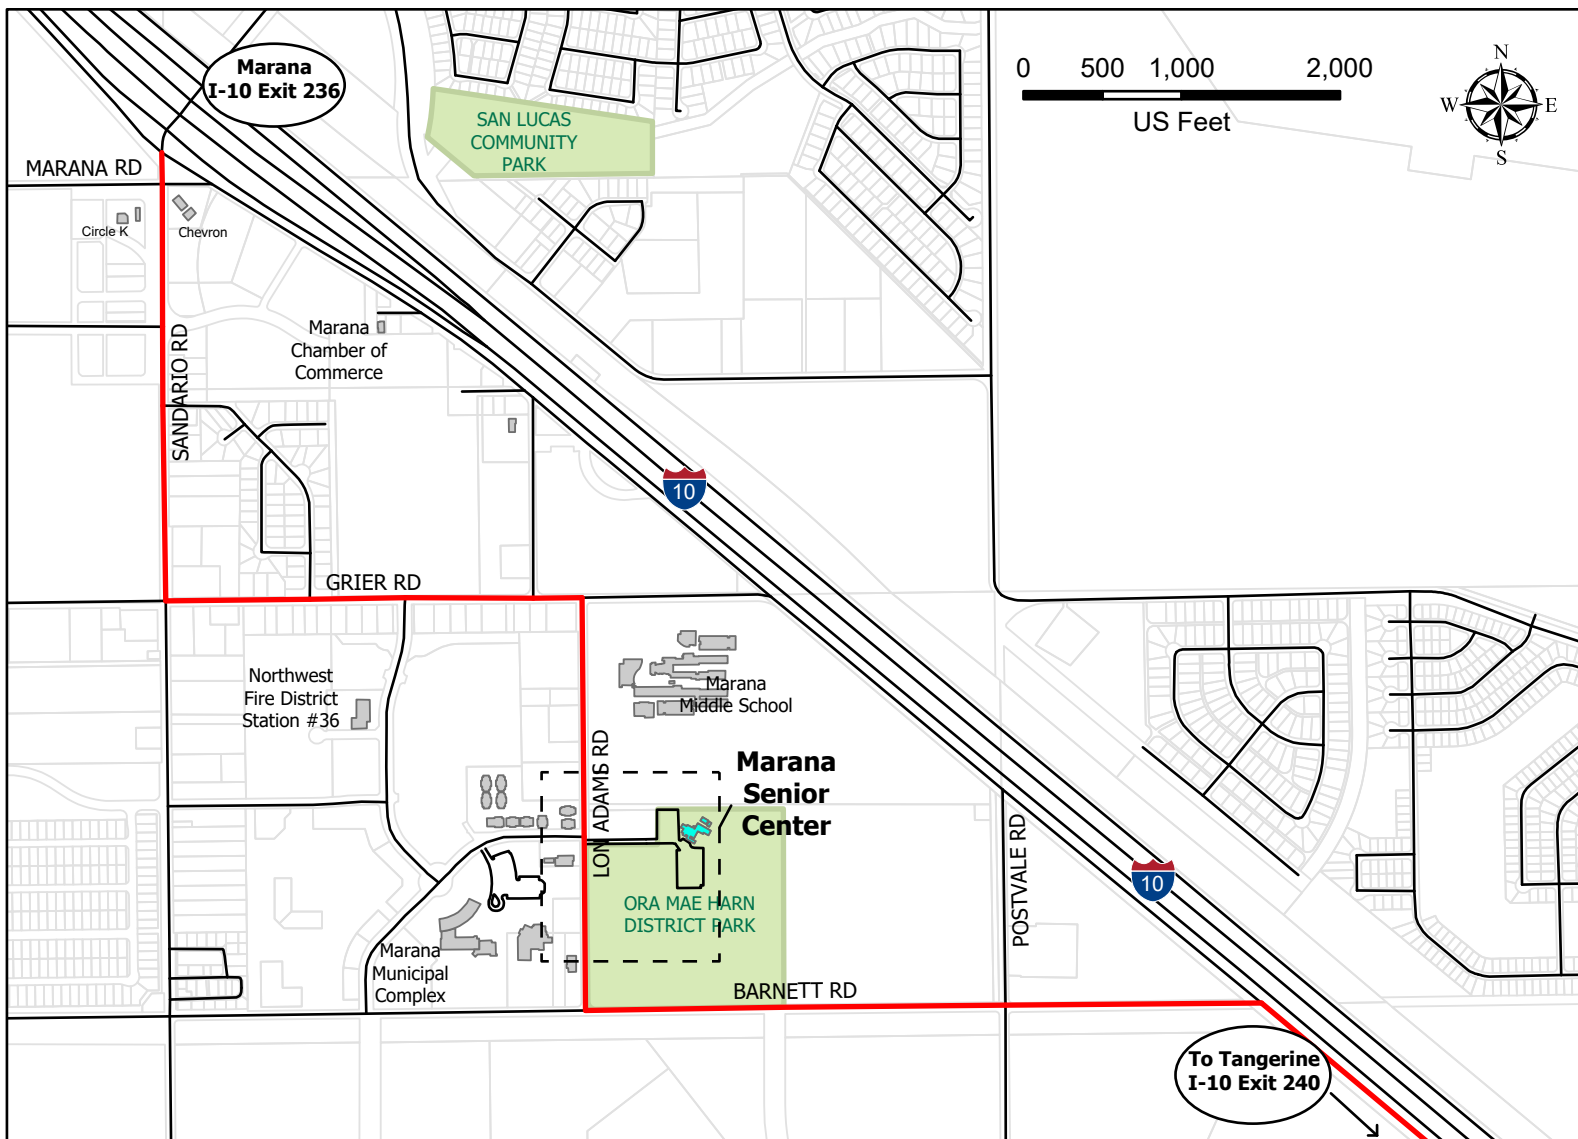 Marana
I-10 Exit 236
0 500 1,000 2,000
US Feet
N
W E
S
SAN LUCAS
COMMUNITY
PARK
MARANA RD
Circle K
Chevron
Marana
Chamber of
Commerce
SANDARIO RD
10
GRIER RD
Northwest
Fire District
Station #36
Marana
Middle School
LON ADAMS RD
Marana
Senior
Center
POSTVALE RD
10
ORA MAE HARN
DISTRICT PARK
Marana
Municipal
Complex
BARNETT RD
To Tangerine
I-10 Exit 240